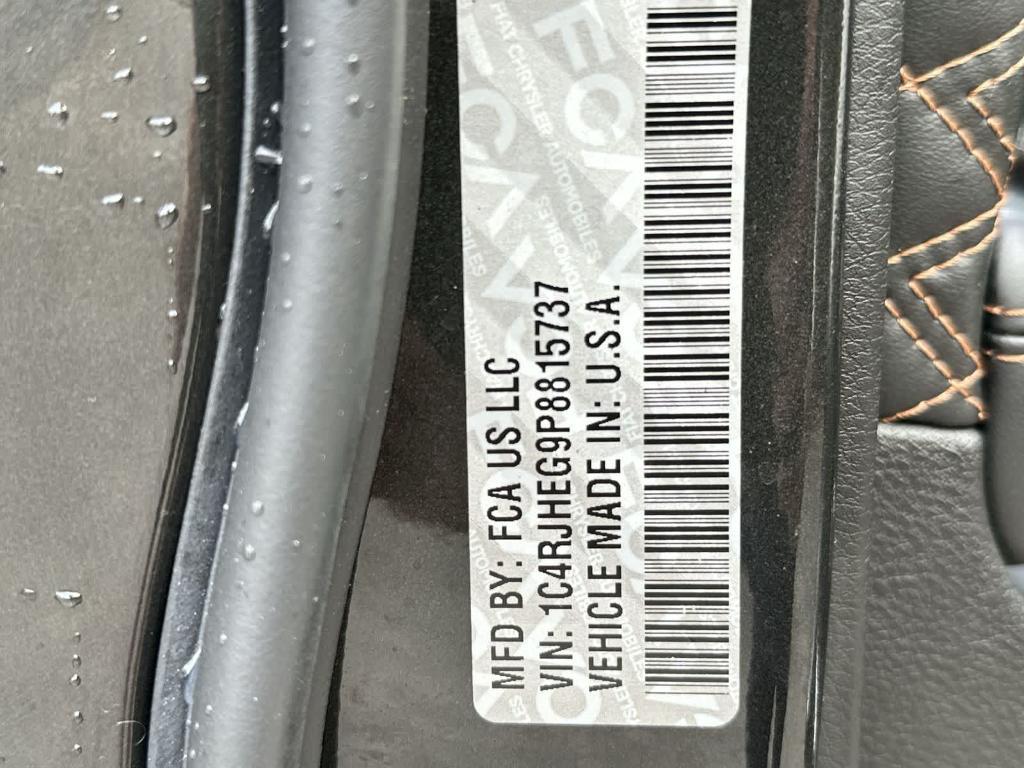 MFD BY: FCA US LLC
VIN: 1C4RJHEG9P8815737
VEHICLE MADE IN: U.S.A.